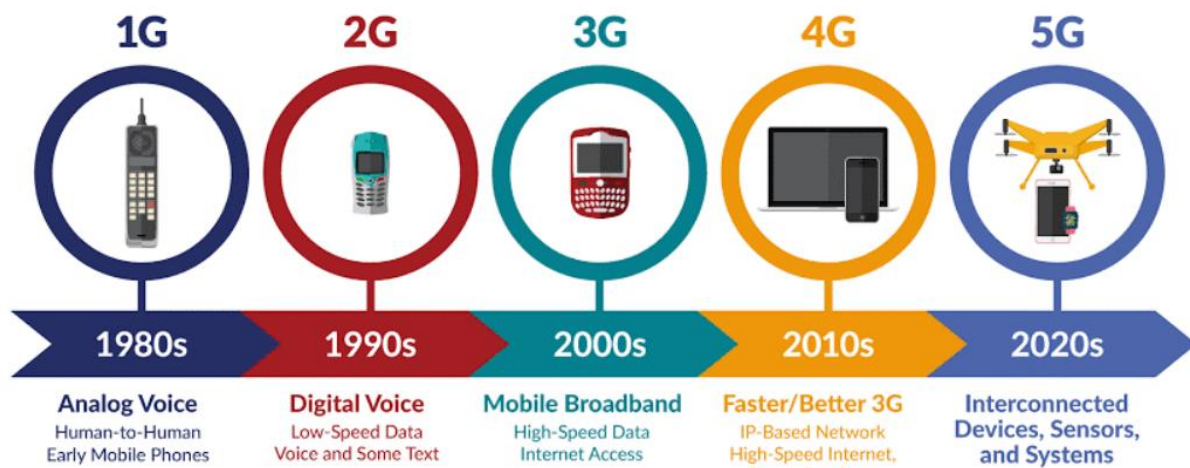 1G
2G
3G
4G
5G
1980s
1990s
2000s
2010s
2020s
Analog Voice
Human-to-Human
Early Mobile Phones
Digital Voice
Low-Speed Data
Voice and Some Text
Mobile Broadband
High-Speed Data
Internet Access
Faster/Better 3G
IP-Based Network
High-Speed Internet,
Interconnected
Devices, Sensors,
and Systems